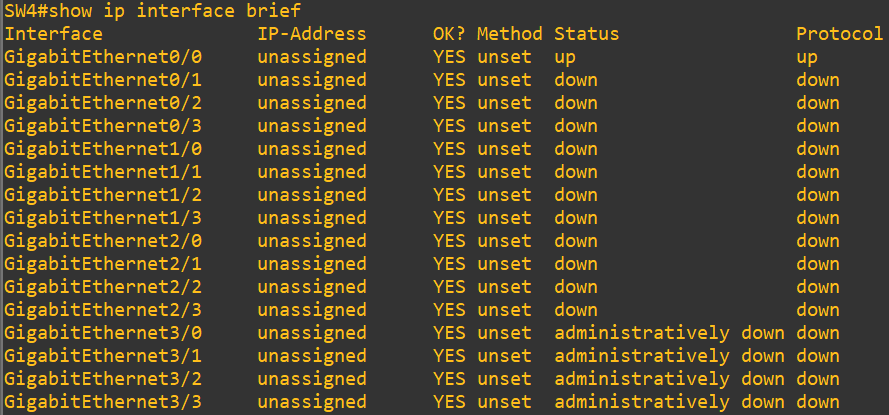 SW4#show ip interface brief
Interface              IP-Address      OK? Method Status                Protocol
GigabitEthernet0/0     unassigned      YES unset  up                    up
GigabitEthernet0/1     unassigned      YES unset  down                  down
GigabitEthernet0/2     unassigned      YES unset  down                  down
GigabitEthernet0/3     unassigned      YES unset  down                  down
GigabitEthernet1/0     unassigned      YES unset  down                  down
GigabitEthernet1/1     unassigned      YES unset  down                  down
GigabitEthernet1/2     unassigned      YES unset  down                  down
GigabitEthernet1/3     unassigned      YES unset  down                  down
GigabitEthernet2/0     unassigned      YES unset  down                  down
GigabitEthernet2/1     unassigned      YES unset  down                  down
GigabitEthernet2/2     unassigned      YES unset  down                  down
GigabitEthernet2/3     unassigned      YES unset  down                  down
GigabitEthernet3/0     unassigned      YES unset  administratively down down
GigabitEthernet3/1     unassigned      YES unset  administratively down down
GigabitEthernet3/2     unassigned      YES unset  administratively down down
GigabitEthernet3/3     unassigned      YES unset  administratively down down